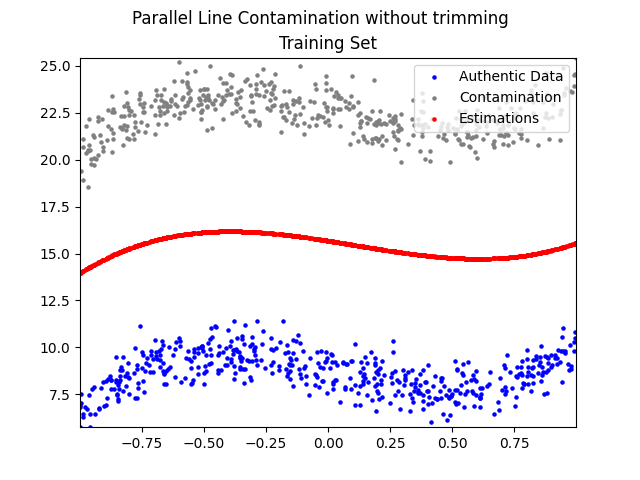 Parallel Line Contamination without trimming
Training Set
25.0
22.5
20.0
17.5
15.0
12.5
10.0
7.5
−0.75 −0.50 −0.25 0.00 0.25 0.50 0.75
Authentic Data
Contamination
Estimations